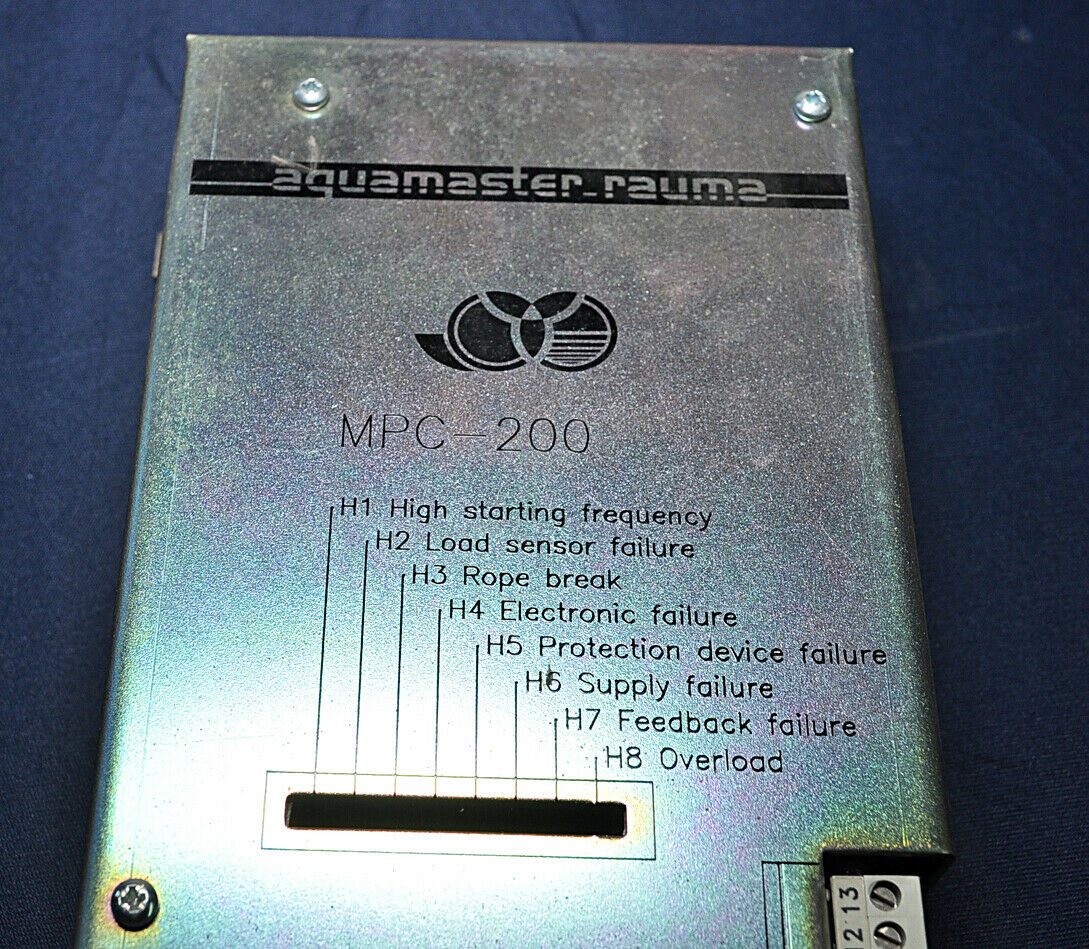 aquamaster-rauma
MPC-200
H1 High starting frequency
H2 Load sensor failure
H3 Rope break
H4 Electronic failure
H5 Protection device failure
H6 Supply failure
H7 Feedback failure
H8 Overload
13
12